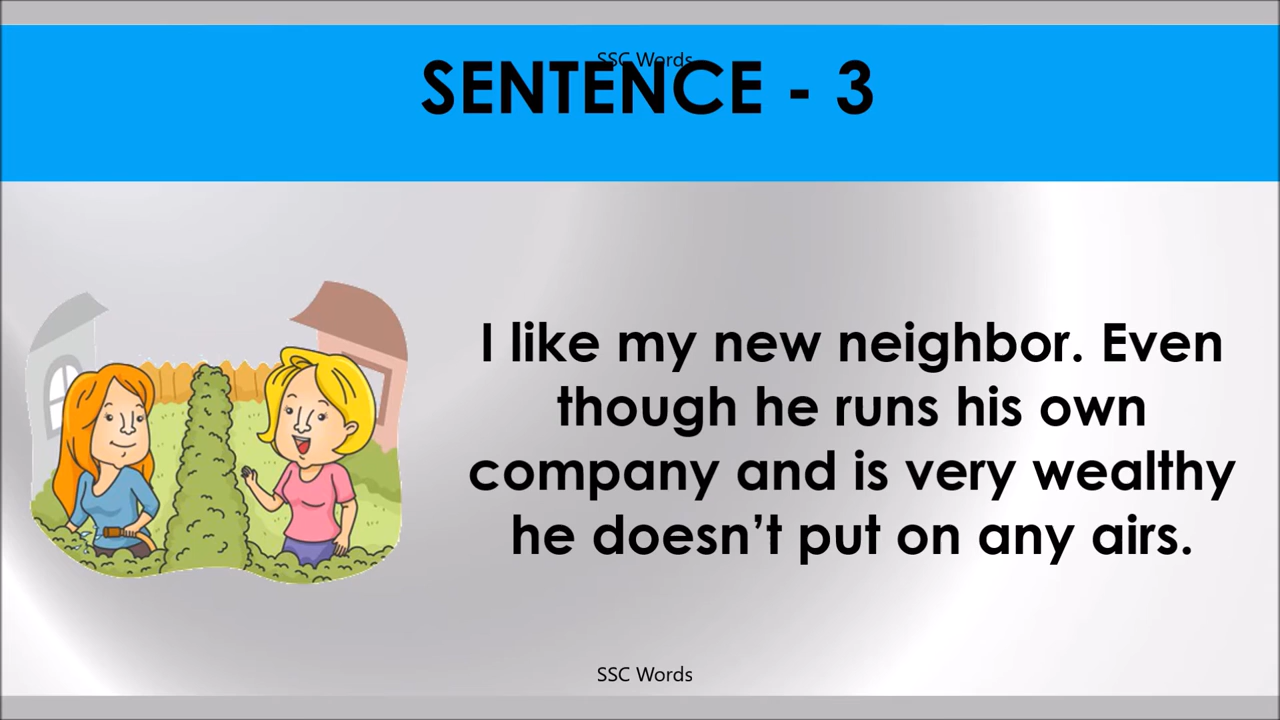 SSC Words
SENTENCE - 3
I like my new neighbor. Even
though he runs his own
company and is very wealthy
he doesn’t put on any airs.
SSC Words